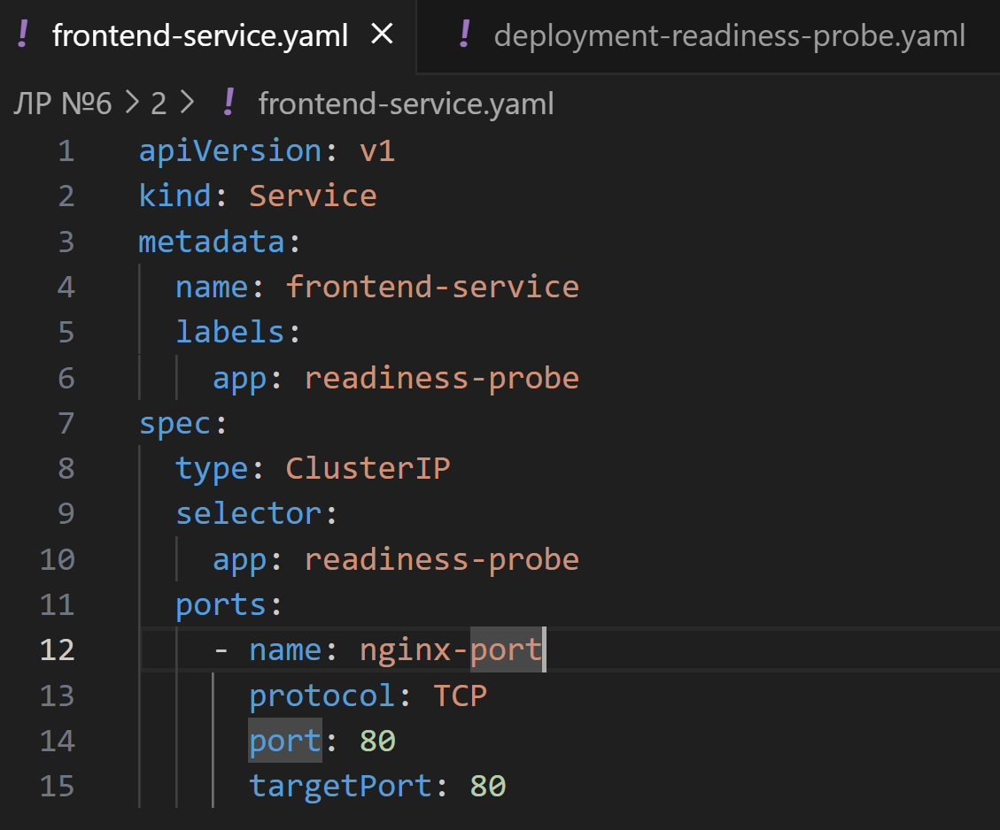 ! frontend-service.yaml × ! deployment-readiness-probe.yaml
ЛР №6 > 2 > ! frontend-service.yaml
1 apiVersion: v1
2 kind: Service
3 metadata:
4   name: frontend-service
5   labels:
6     app: readiness-probe
7 spec:
8   type: ClusterIP
9   selector:
10     app: readiness-probe
11   ports:
12     - name: nginx-port
13       protocol: TCP
14       port: 80
15       targetPort: 80